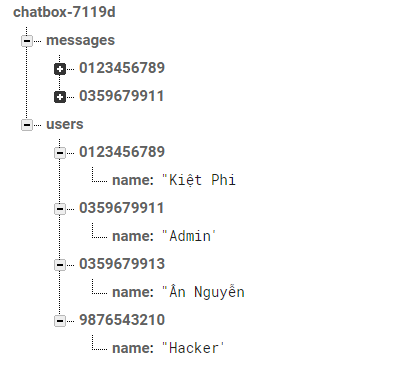 chatbox-7119d
messages
0123456789
0359679911
users
0123456789
name: "Kiệt Phi
0359679911
name: "Admin'
0359679913
name: "Ân Nguyễn
9876543210
name: "Hacker'